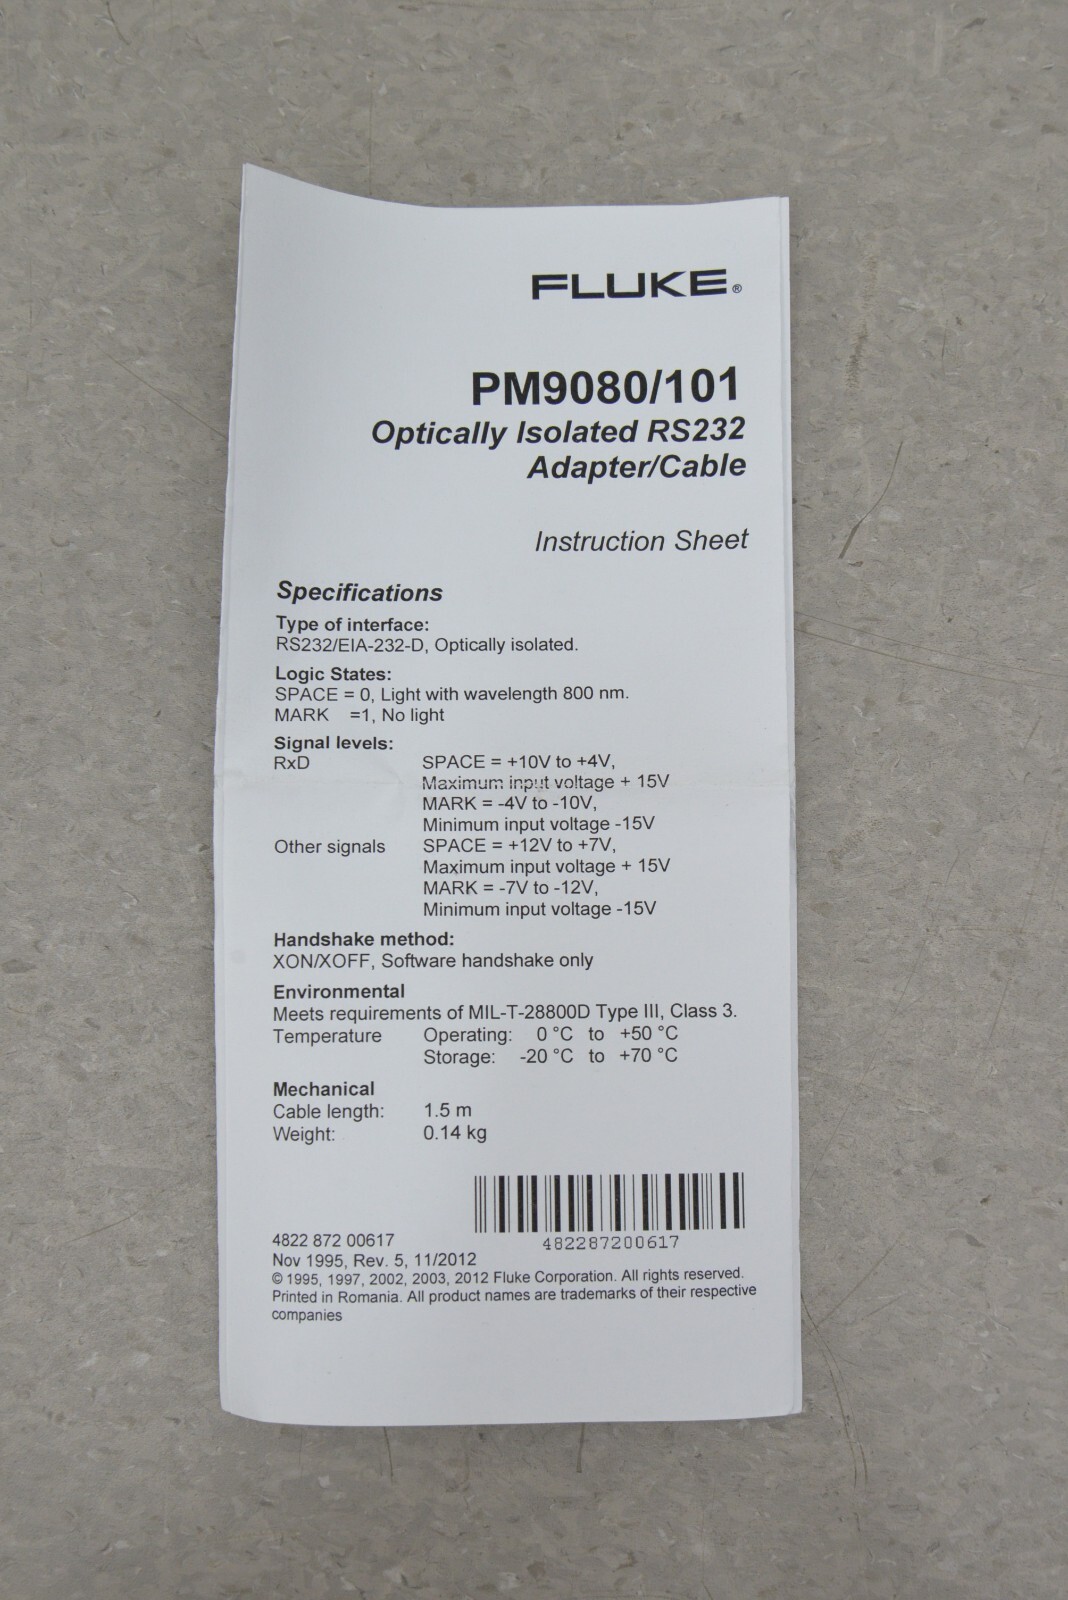 FLUKE®
PM9080/101
Optically Isolated RS232
Adapter/Cable
Instruction Sheet
Specifications
Type of interface:
RS232/EIA-232-D, Optically isolated.
Logic States:
SPACE = 0, Light with wavelength 800 nm.
MARK =1, No light
Signal levels:
RxD SPACE = +10V to +4V,
Maximum input voltage + 15V
MARK = -4V to -10V,
Minimum input voltage -15V
Other signals SPACE = +12V to +7V,
Maximum input voltage + 15V
MARK = -7V to -12V,
Minimum input voltage -15V
Handshake method:
XON/XOFF, Software handshake only
Environmental
Meets requirements of MIL-T-28800D Type III, Class 3.
Temperature Operating: 0 °C to +50 °C
Storage: -20 °C to +70 °C
Mechanical
Cable length: 1.5 m
Weight: 0.14 kg
482287200617
4822 872 00617
Nov 1995, Rev. 5, 11/2012
© 1995, 1997, 2002, 2003, 2012 Fluke Corporation. All rights reserved.
Printed in Romania. All product names are trademarks of their respective
companies